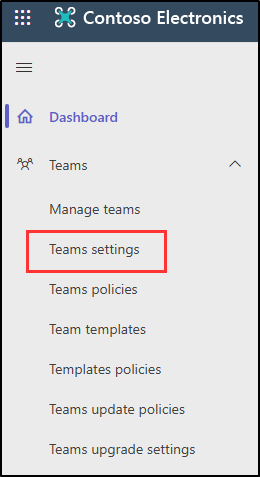 Contoso Electronics
Dashboard
Teams
Manage teams
Teams settings
Teams policies
Team templates
Templates policies
Teams update policies
Teams upgrade settings